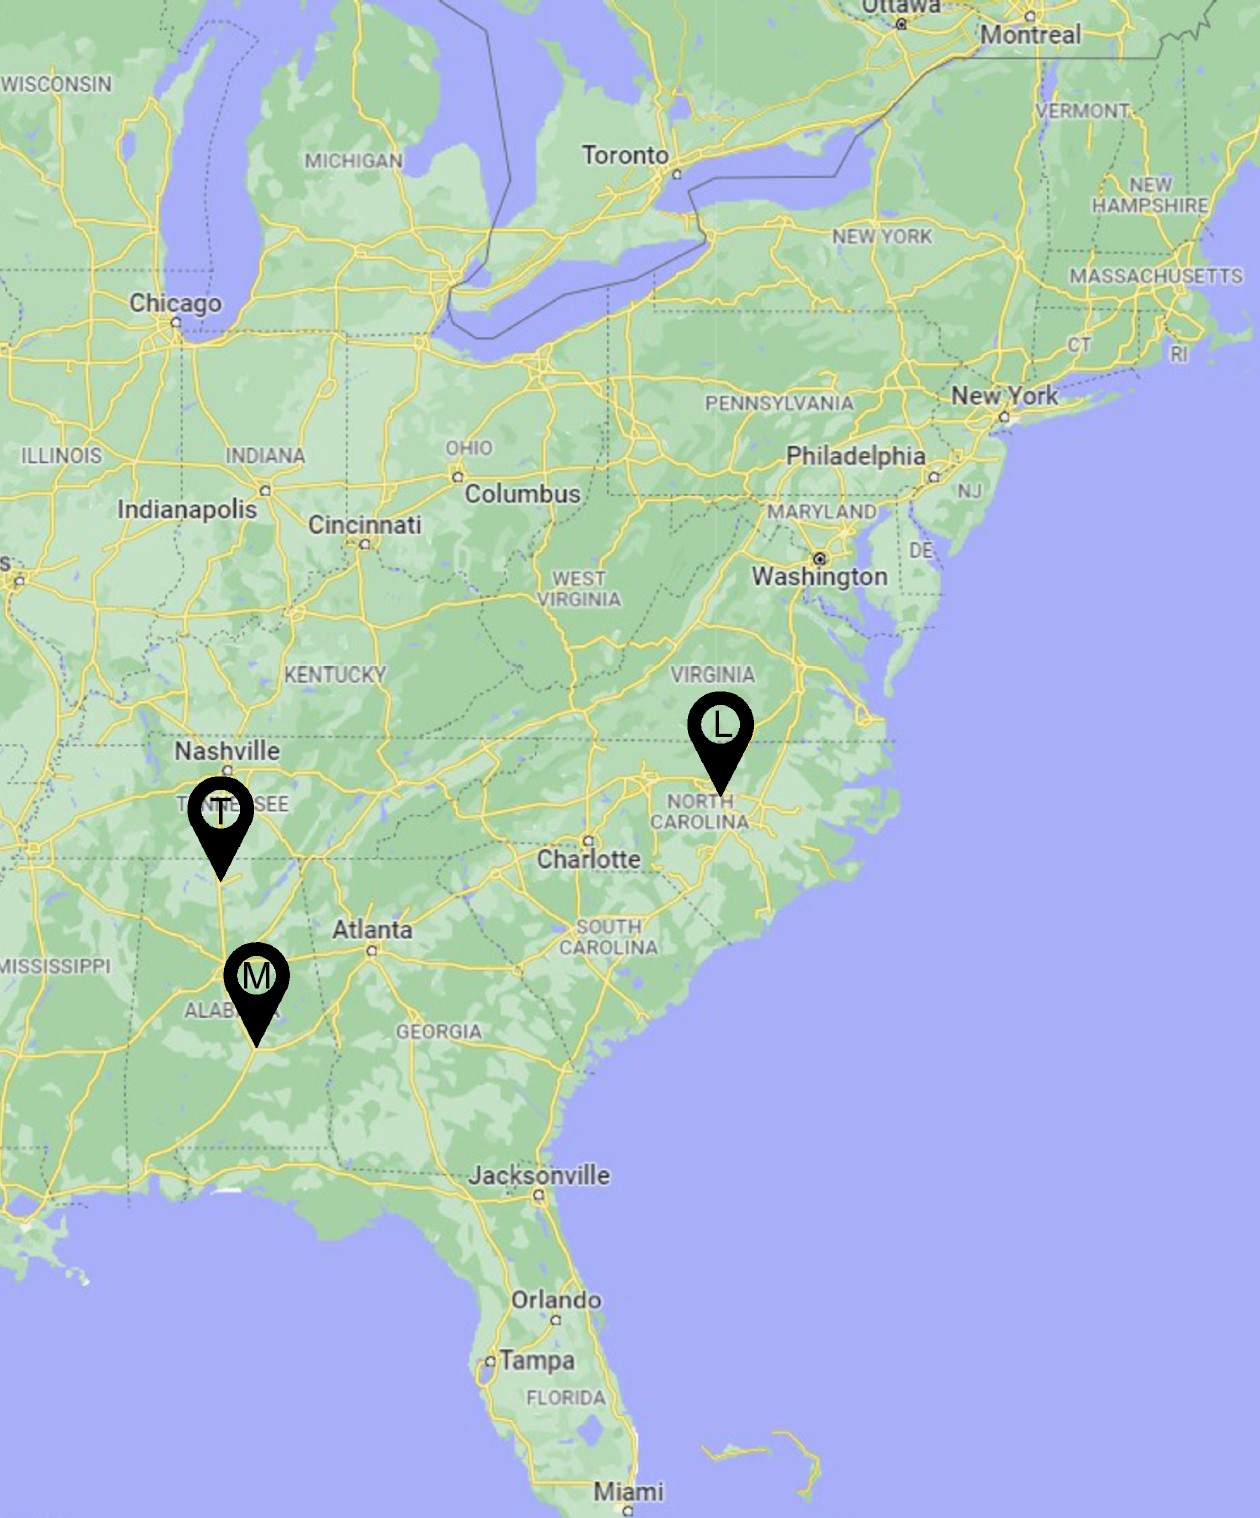 Ottawa
Montreal
WISCONSIN
VERMONT
Toronto
MICHIGAN
NEW
HAMPSHIRE
NEW YORK
MASSACHUSETTS
Chicago
CT
RI
New York
PENNSYLVANIA
OHIO
ILLINOIS
INDIANA
Philadelphia
Columbus
NJ
Indianapolis
MARYLAND
Cincinnati
DE
s
Washington
WEST
VIRGINIA
KENTUCKY
VIRGINIA
L
Nashville
TENNESSEE
T
NORTH
CAROLINA
Charlotte
Atlanta
SOUTH
CAROLINA
MISSISSIPPI
M
ALABAMA
GEORGIA
Jacksonville
Orlando
Tampa
FLORIDA
Miami